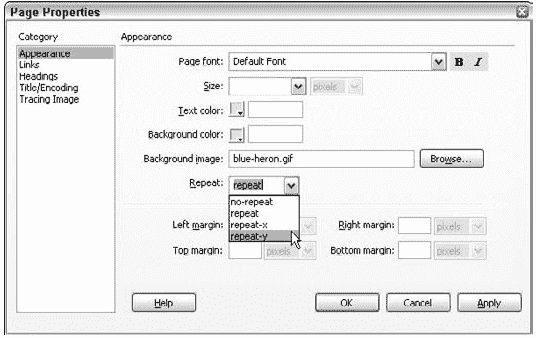 Page Properties
Category
Appearance
Links
Headings
Title/Encoding
Tracing Image
Appearance
Page font: Default Font B I
Size: pixels
Text color:
Background color:
Background image: blue-heron.gif Browse...
Repeat: repeat
no-repeat
repeat
repeat-x
repeat-y
Left margin: pixels Right margin: pixels
Top margin: pixels Bottom margin: pixels
Help OK Cancel Apply